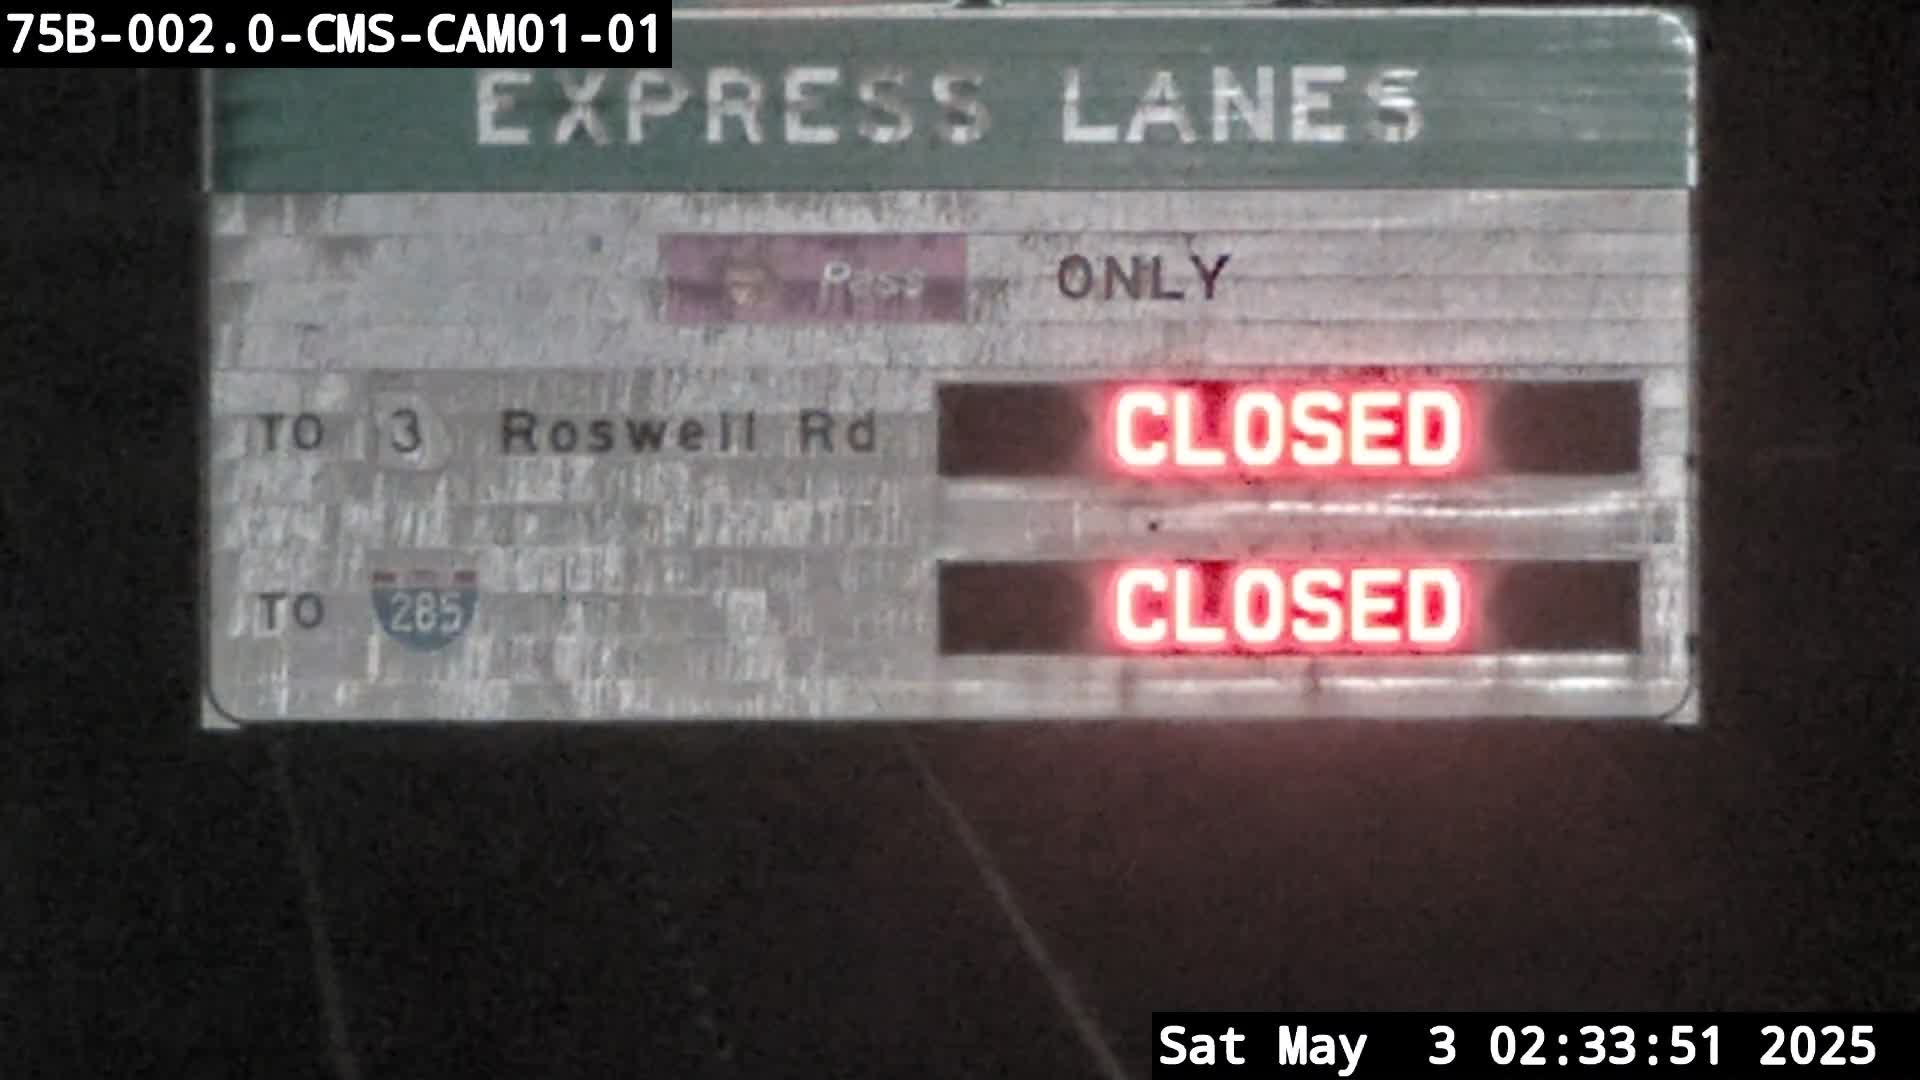 75B-002.0-CMS-CAM01-01
EXPRESS LANES
Pass ONLY
TO 3 Roswell Rd CLOSED
TO 285 CLOSED
Sat May 3 02:33:51 2025